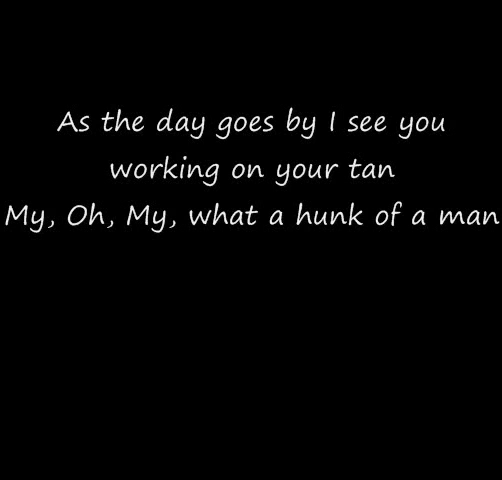 As the day goes by I see you
working on your tan
My, Oh, My, what a hunk of a man